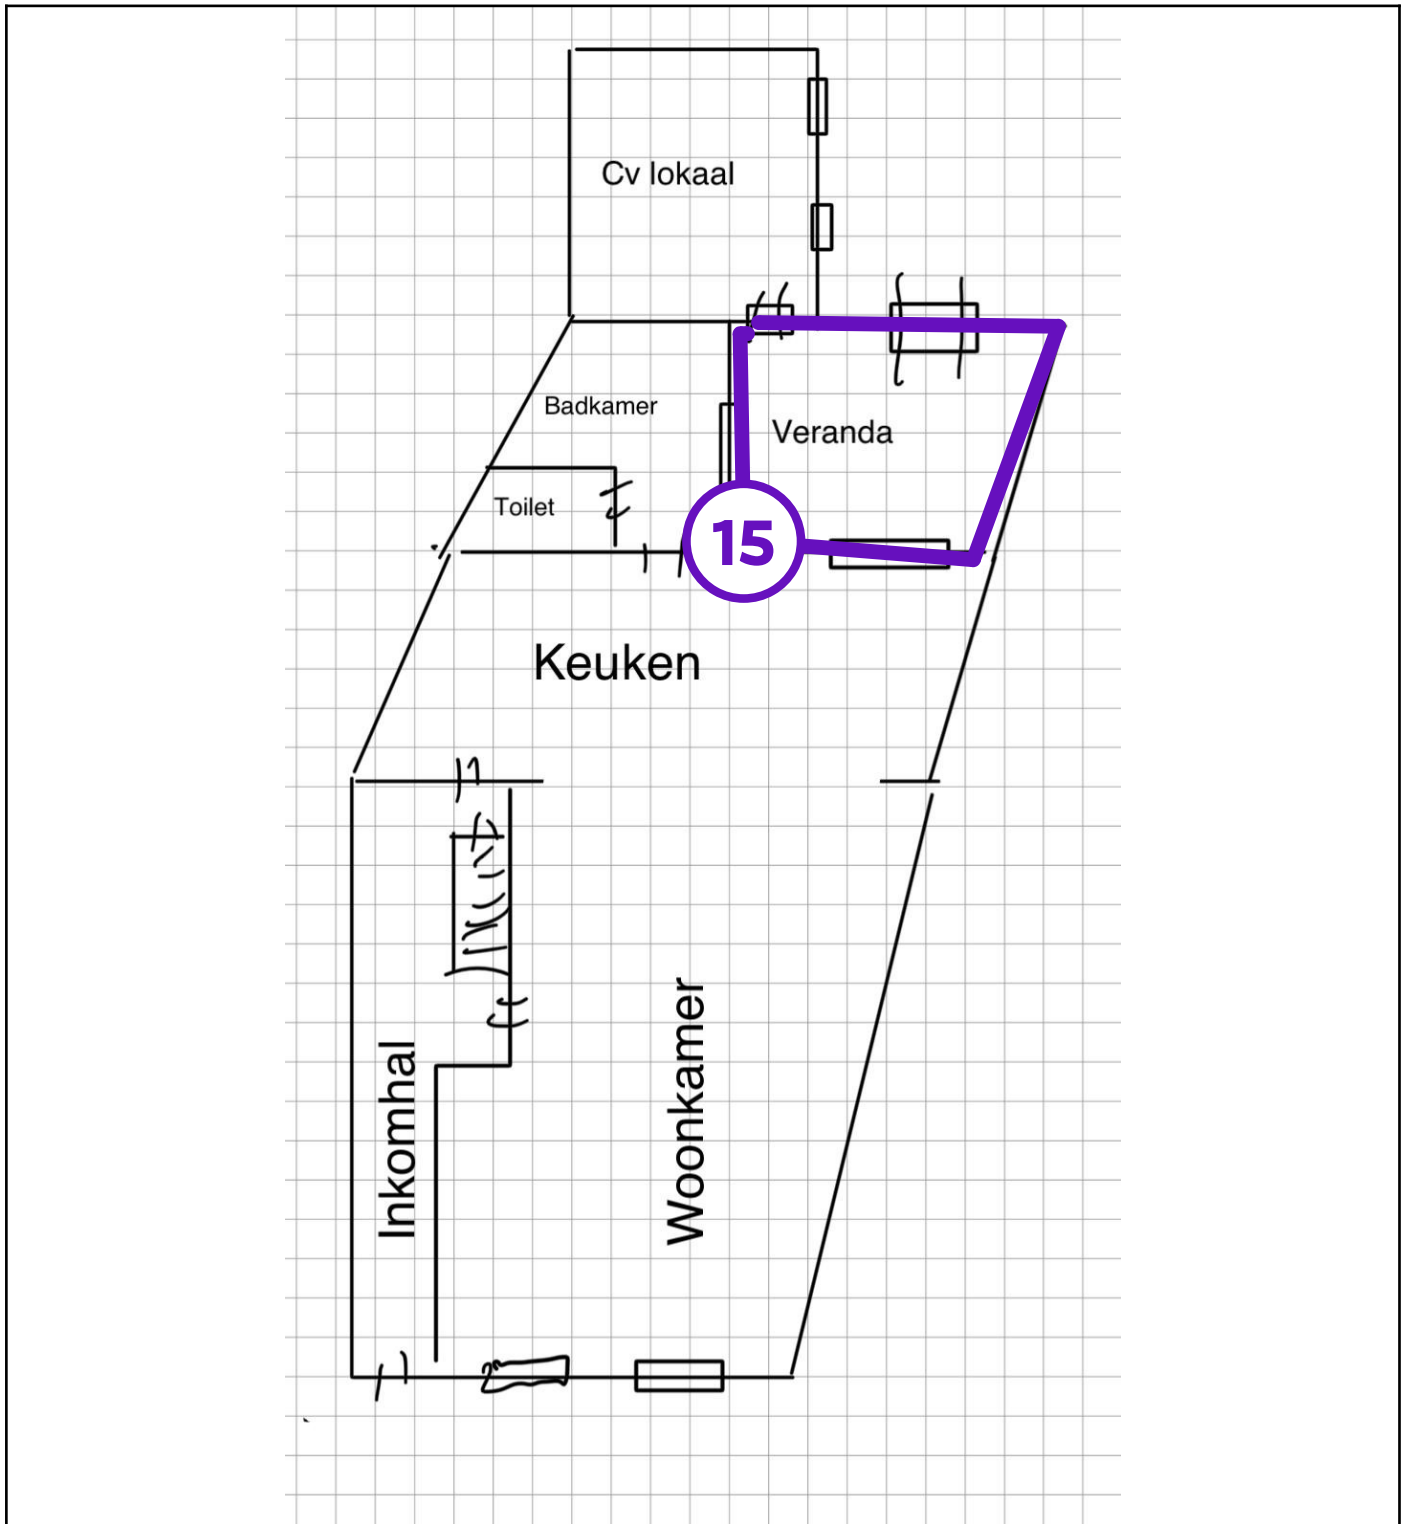 Cv lokaal
Badkamer
Veranda
Toilet
15
Keuken
Inkomhal
Woonkamer